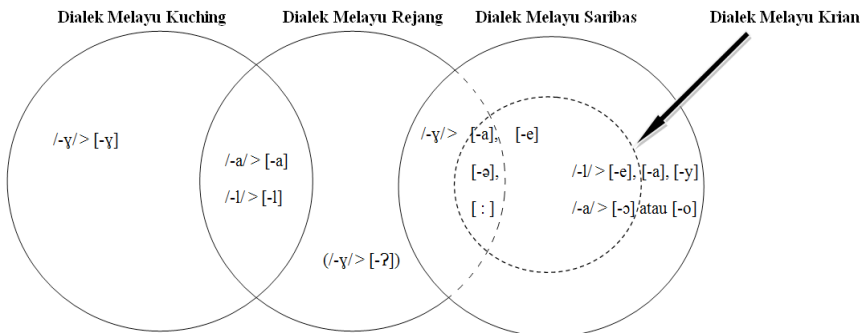 Dialek Melayu Kuching
Dialek Melayu Rejang
Dialek Melayu Saribas
Dialek Melayu Krian
/-ɣ/> [-ɣ]
/-a/> [-a]
/-l/> [-l]
(/-ɣ/> [-ʔ])
/-ɣ/> [-a], [-e]
[-ə],
[ : ]
/-l/> [-e], [-a], [-y]
/-a/> [-ɔ] atau [-o]